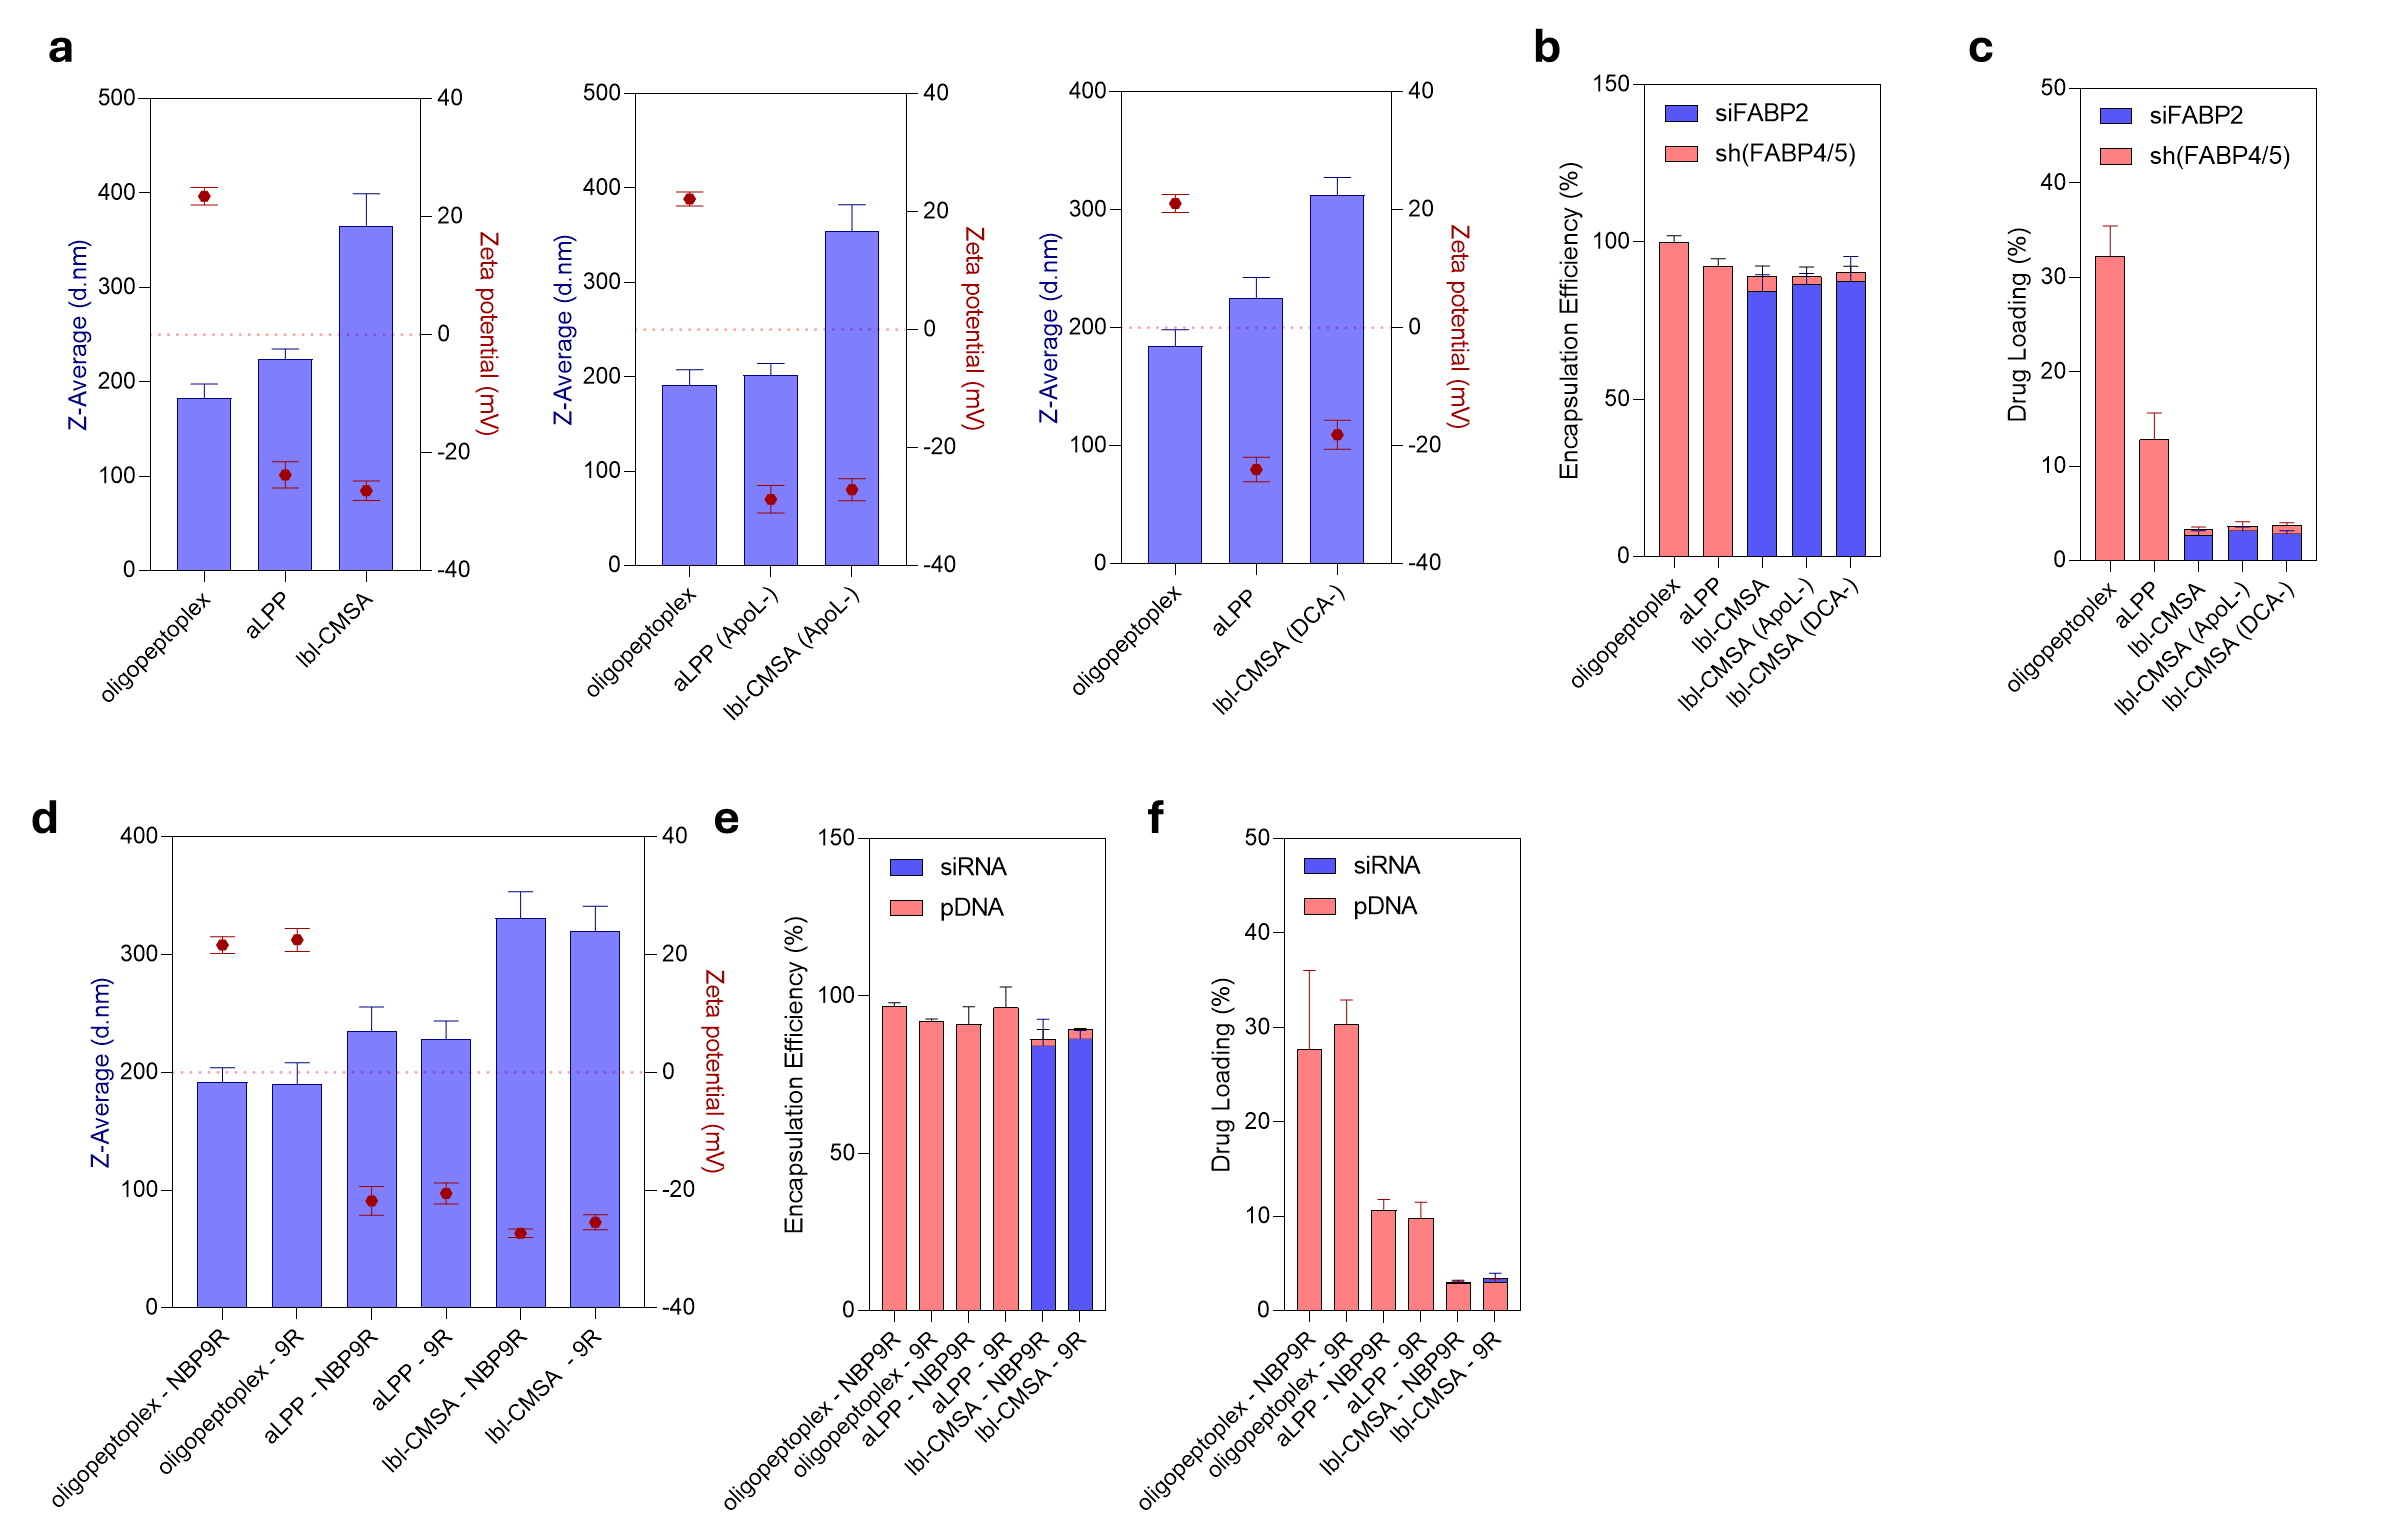 a
500
400
300
200
100
0
Z-Average (d.nm)
40
20
0
-20
-40
Zeta potential (mV)
oligopeptoplex
aLPP
lbl-CMSA
500
400
300
200
100
0
Z-Average (d.nm)
40
20
0
-20
-40
Zeta potential (mV)
oligopeptoplex
aLPP (ApoL-)
lbl-CMSA (ApoL-)
400
300
200
100
0
Z-Average (d.nm)
40
20
0
-20
-40
Zeta potential (mV)
oligopeptoplex
aLPP
lbl-CMSA (DCA-)
b
150
100
50
0
Encapsulation Efficiency (%)
siFABP2
sh(FABP4/5)
oligopeptoplex
aLPP
lbl-CMSA
lbl-CMSA (ApoL-)
lbl-CMSA (DCA-)
c
50
40
30
20
10
0
Drug Loading (%)
siFABP2
sh(FABP4/5)
oligopeptoplex
aLPP
lbl-CMSA
lbl-CMSA (ApoL-)
lbl-CMSA (DCA-)
d
400
300
200
100
0
Z-Average (d.nm)
40
20
0
-20
-40
Zeta potential (mV)
oligopeptoplex - NBP9R
oligopeptoplex - 9R
aLPP - NBP9R
aLPP - 9R
lbl-CMSA - NBP9R
lbl-CMSA - 9R
e
150
100
50
0
Encapsulation Efficiency (%)
siRNA
pDNA
oligopeptoplex - NBP9R
oligopeptoplex - 9R
aLPP - NBP9R
aLPP - 9R
lbl-CMSA - NBP9R
lbl-CMSA - 9R
f
50
40
30
20
10
0
Drug Loading (%)
siRNA
pDNA
oligopeptoplex - NBP9R
oligopeptoplex - 9R
aLPP - NBP9R
aLPP - 9R
lbl-CMSA - NBP9R
lbl-CMSA - 9R